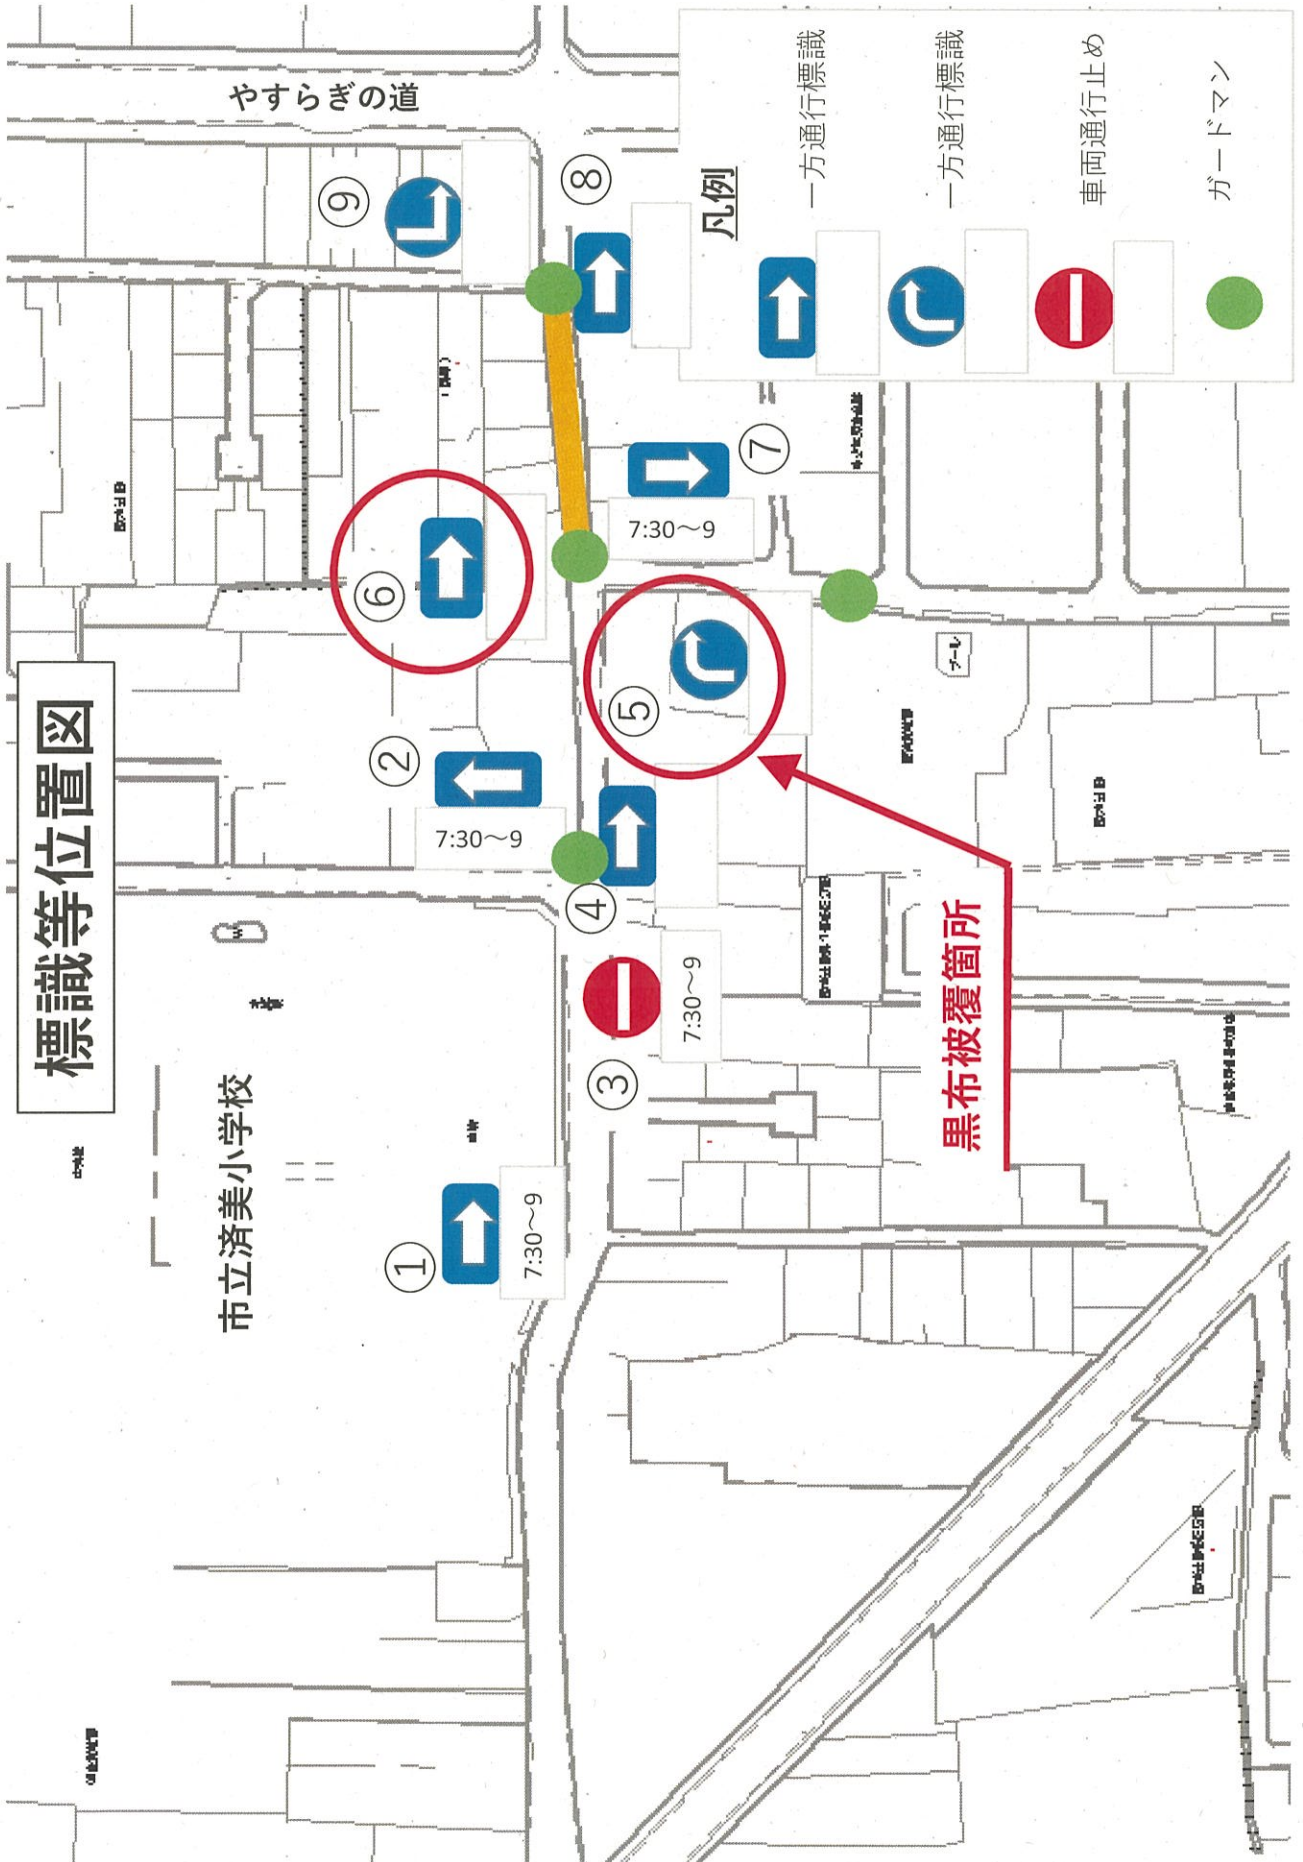 標識等位置図
やすらぎの道
市立済美小学校
①
7:30～9
②
7:30～9
③
7:30～9
④
⑤
⑥
⑦
7:30～9
⑧
⑨
プール
黒布被覆箇所
凡例
一方通行標識
一方通行標識
車両通行止め
ガードマン